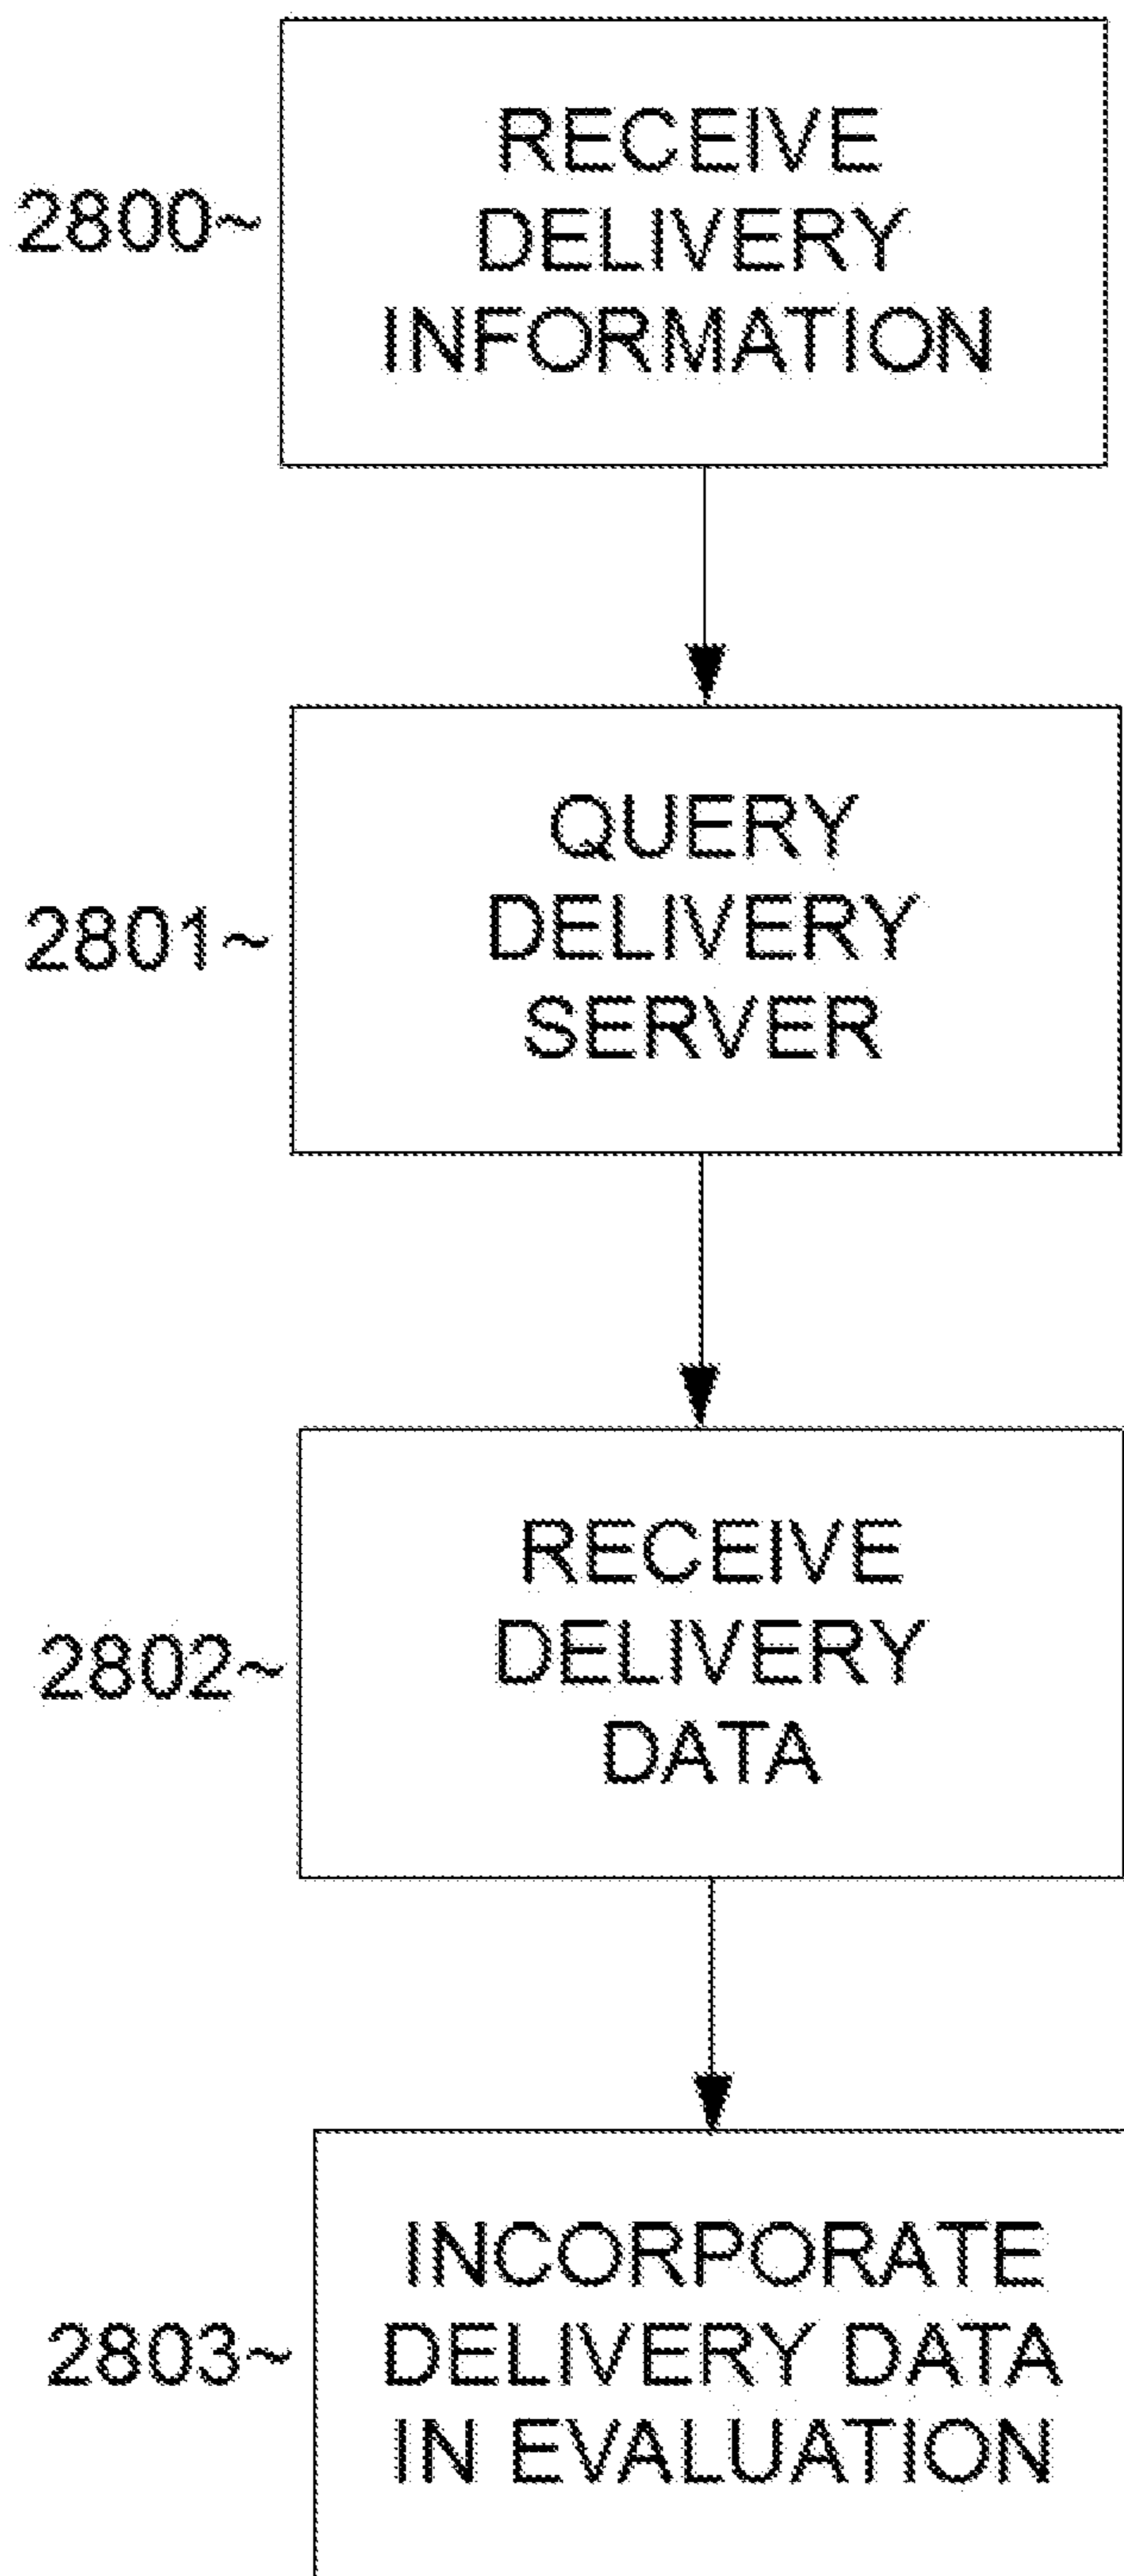 RECEIVE
DELIVERY
2800~
INFORMATION
QUERY
2801~
DELIVERY
SERVER
RECEIVE
2802~
DELIVERY
DATA
INCORPORATE
2803~
DELIVERY DATA
IN EVALUATION